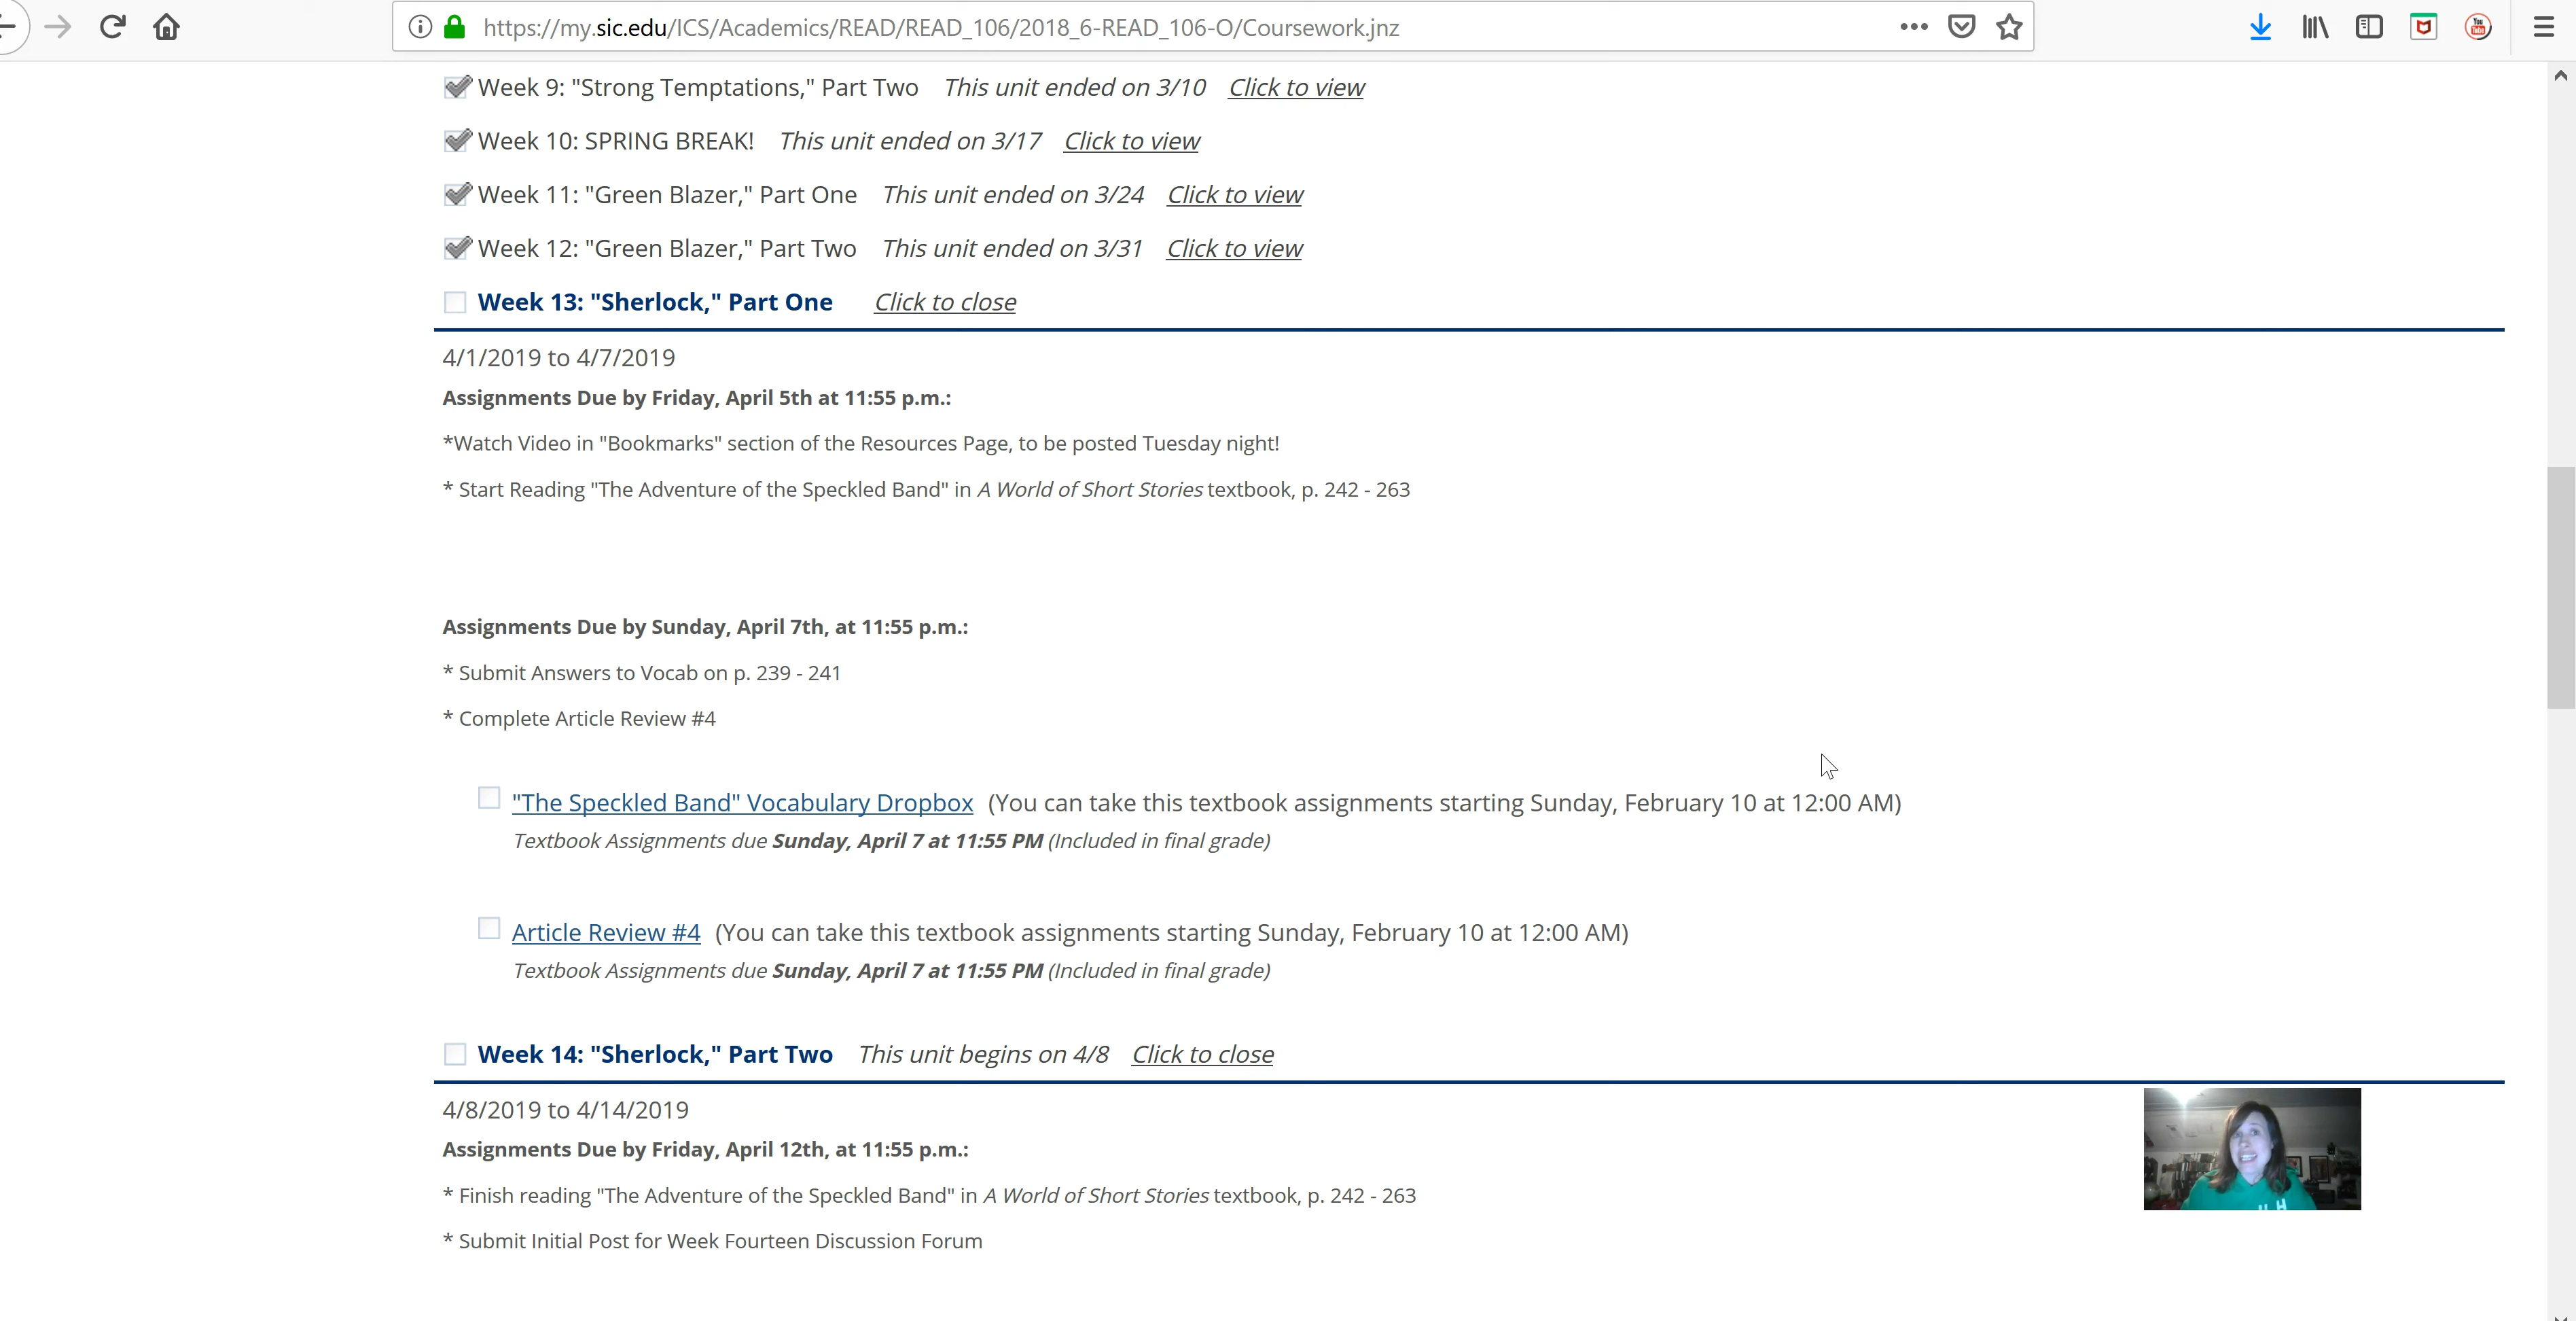 https://my.sic.edu/ICS/Academics/READ/READ_106/2018_6-READ_106-O/Coursework.jnz
Week 9: "Strong Temptations," Part Two This unit ended on 3/10 Click to view
Week 10: SPRING BREAK! This unit ended on 3/17 Click to view
Week 11: "Green Blazer," Part One This unit ended on 3/24 Click to view
Week 12: "Green Blazer," Part Two This unit ended on 3/31 Click to view
Week 13: "Sherlock," Part One Click to close
4/1/2019 to 4/7/2019
Assignments Due by Friday, April 5th at 11:55 p.m.:
*Watch Video in "Bookmarks" section of the Resources Page, to be posted Tuesday night!
* Start Reading "The Adventure of the Speckled Band" in A World of Short Stories textbook, p. 242 - 263
Assignments Due by Sunday, April 7th, at 11:55 p.m.:
* Submit Answers to Vocab on p. 239 - 241
* Complete Article Review #4
"The Speckled Band" Vocabulary Dropbox (You can take this textbook assignments starting Sunday, February 10 at 12:00 AM)
Textbook Assignments due Sunday, April 7 at 11:55 PM (Included in final grade)
Article Review #4 (You can take this textbook assignments starting Sunday, February 10 at 12:00 AM)
Textbook Assignments due Sunday, April 7 at 11:55 PM (Included in final grade)
Week 14: "Sherlock," Part Two This unit begins on 4/8 Click to close
4/8/2019 to 4/14/2019
Assignments Due by Friday, April 12th, at 11:55 p.m.:
* Finish reading "The Adventure of the Speckled Band" in A World of Short Stories textbook, p. 242 - 263
* Submit Initial Post for Week Fourteen Discussion Forum